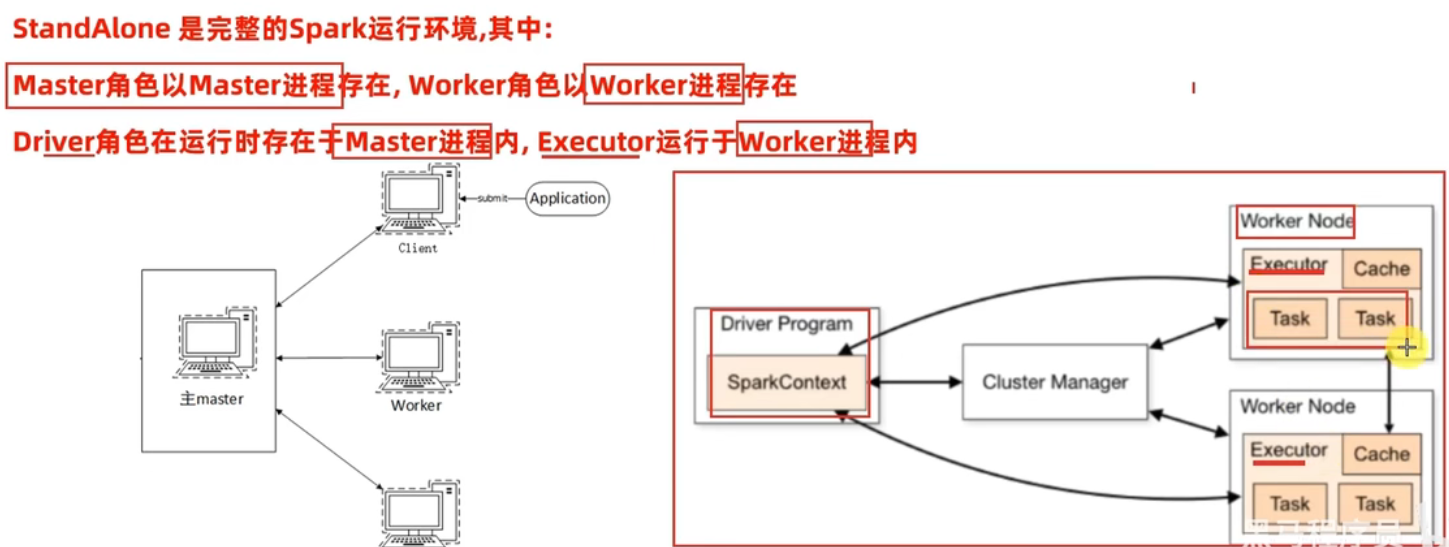 StandAlone 是完整的Spark运行环境,其中:
Master角色以Master进程存在, Worker角色以Worker进程存在
Driver角色在运行时存在于Master进程内, Executor运行于Worker进程内
submit
Application
Client
主master
Worker
Driver Program
SparkContext
Cluster Manager
Worker Node
Executor
Cache
Task
Task
Worker Node
Executor
Cache
Task
Task
黑马程序员